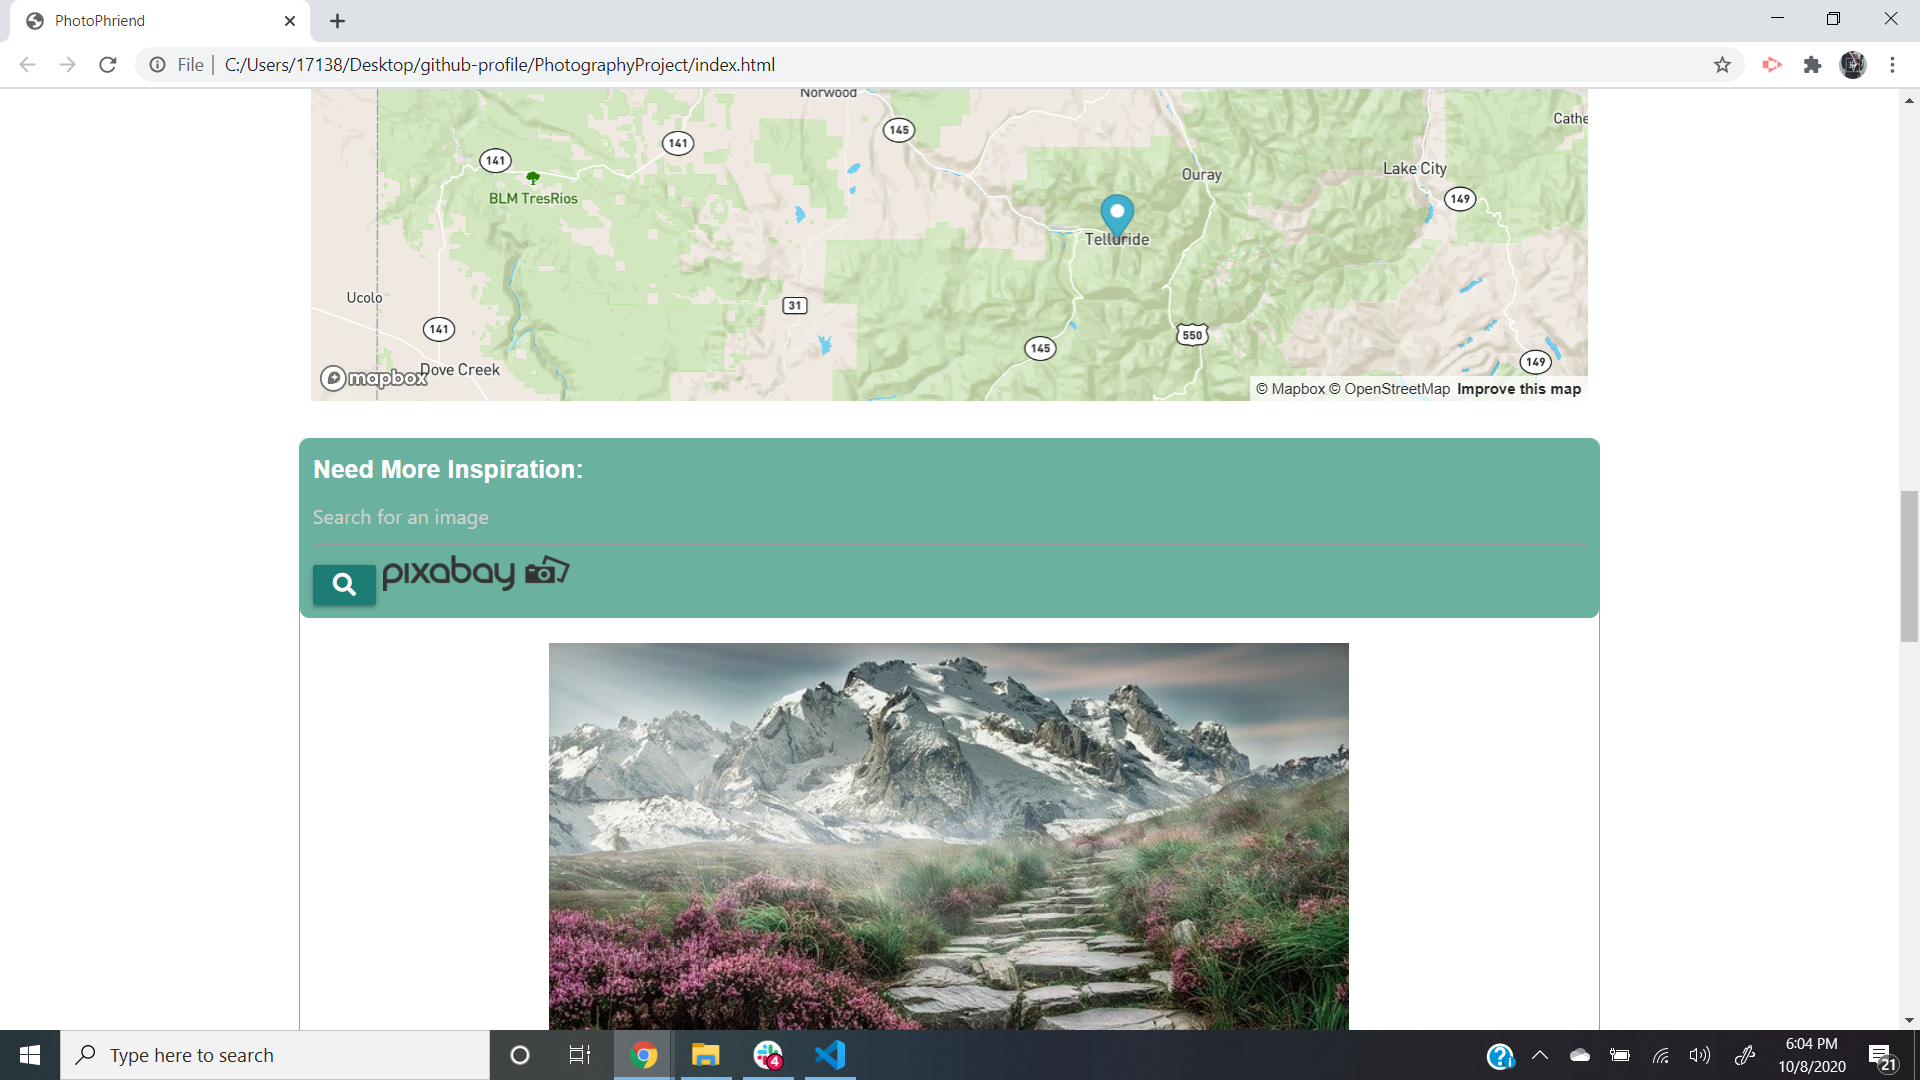 PhotoPhriend
File
C:/Users/17138/Desktop/github-profile/PhotographyProject/index.html
Norwood
145
Cathe
141
141
Ouray
Lake City
BLM TresRios
149
Telluride
Ucolo
31
141
550
145
149
Dove Creek
mapbox
© Mapbox © OpenStreetMap Improve this map
Need More Inspiration:
Search for an image
pixabay
Type here to search
4
6:04 PM
10/8/2020
21